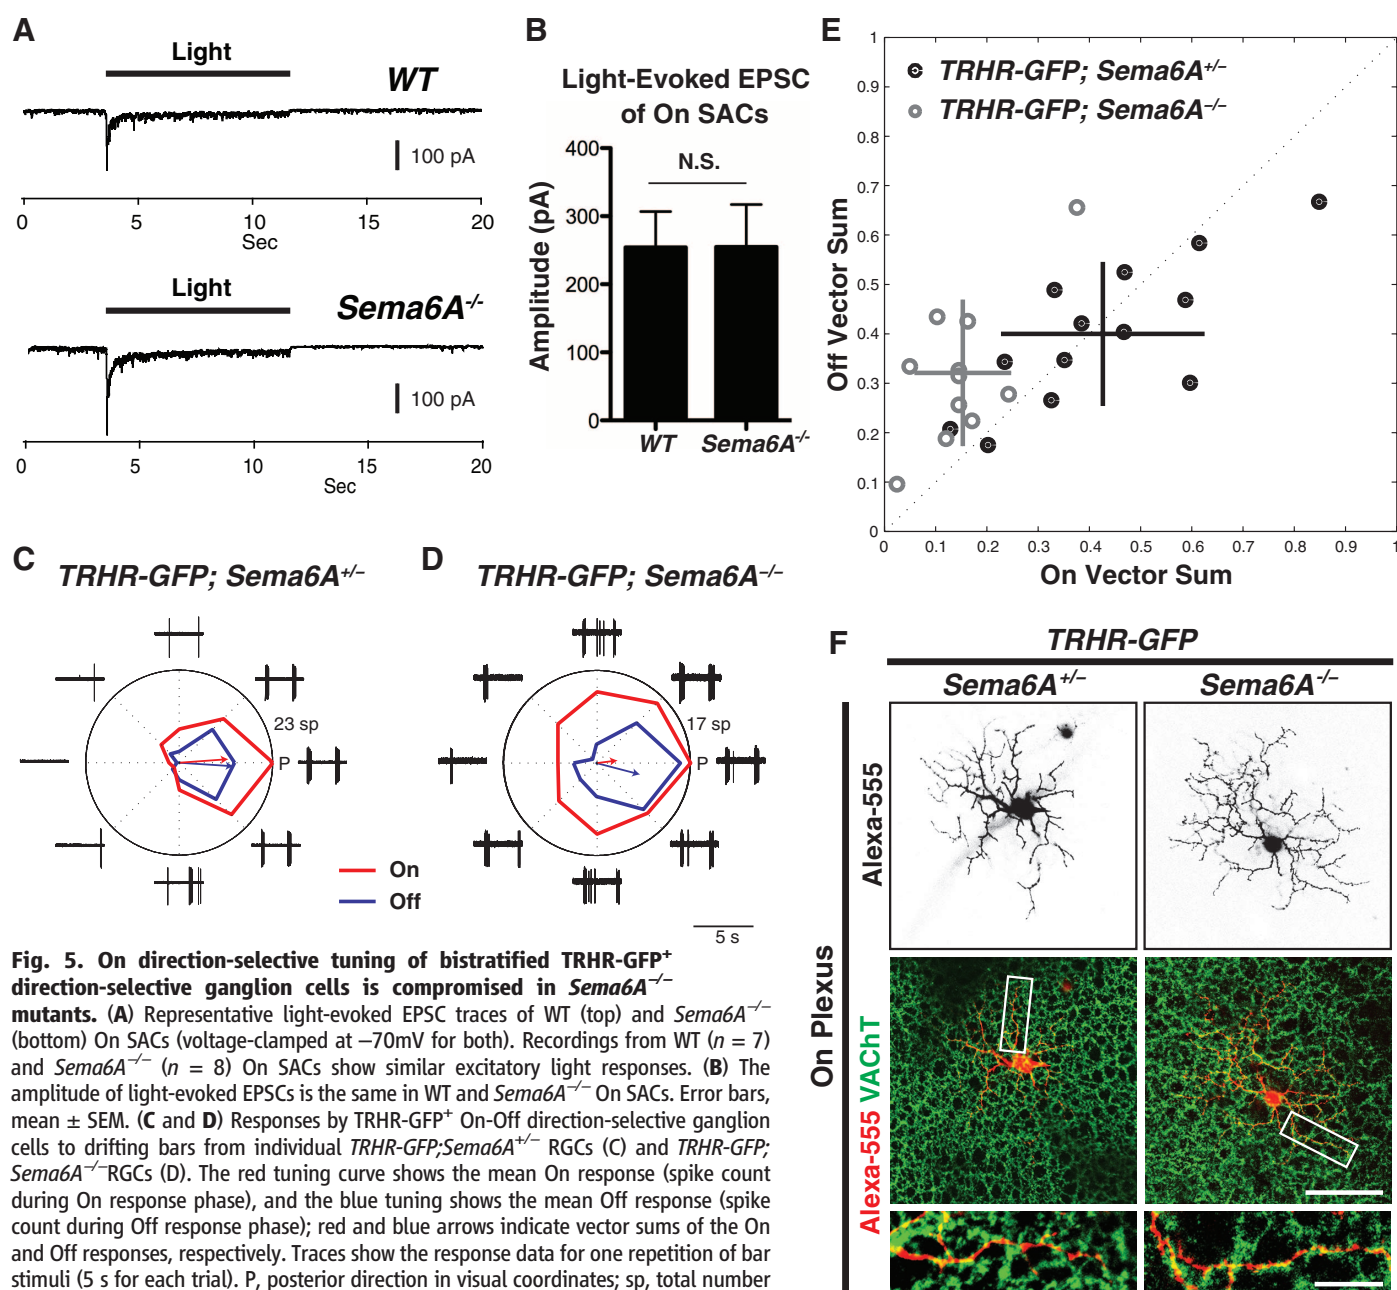 A
Light
WT
100 pA
0 5 10 15 20
Sec
Light
Sema6A-/-
100 pA
0 5 10 15 20
Sec
B
Light-Evoked EPSC
of On SACs
N.S.
400
300
200
100
0
Amplitude (pA)
WT Sema6A-/-
E
TRHR-GFP; Sema6A+/–
TRHR-GFP; Sema6A–/–
1
0.9
0.8
0.7
0.6
0.5
0.4
0.3
0.2
0.1
0
Off Vector Sum
0 0.1 0.2 0.3 0.4 0.5 0.6 0.7 0.8 0.9 1
On Vector Sum
C
TRHR-GFP; Sema6A+/–
23 sp
P
D
TRHR-GFP; Sema6A–/–
17 sp
P
On
Off
5 s
F
TRHR-GFP
Sema6A+/–
Sema6A–/–
On Plexus
Alexa-555
Alexa-555 VAChT
Fig. 5. On direction-selective tuning of bistratified TRHR-GFP+
direction-selective ganglion cells is compromised in Sema6A–/–
mutants. (A) Representative light-evoked EPSC traces of WT (top) and Sema6A–/–
(bottom) On SACs (voltage-clamped at –70mV for both). Recordings from WT (n = 7)
and Sema6A–/– (n = 8) On SACs show similar excitatory light responses. (B) The
amplitude of light-evoked EPSCs is the same in WT and Sema6A–/– On SACs. Error bars,
mean ± SEM. (C and D) Responses by TRHR-GFP+ On-Off direction-selective ganglion
cells to drifting bars from individual TRHR-GFP;Sema6A+/– RGCs (C) and TRHR-GFP;
Sema6A–/–RGCs (D). The red tuning curve shows the mean On response (spike count
during On response phase), and the blue tuning shows the mean Off response (spike
count during Off response phase); red and blue arrows indicate vector sums of the On
and Off responses, respectively. Traces show the response data for one repetition of bar
stimuli (5 s for each trial). P, posterior direction in visual coordinates; sp, total number